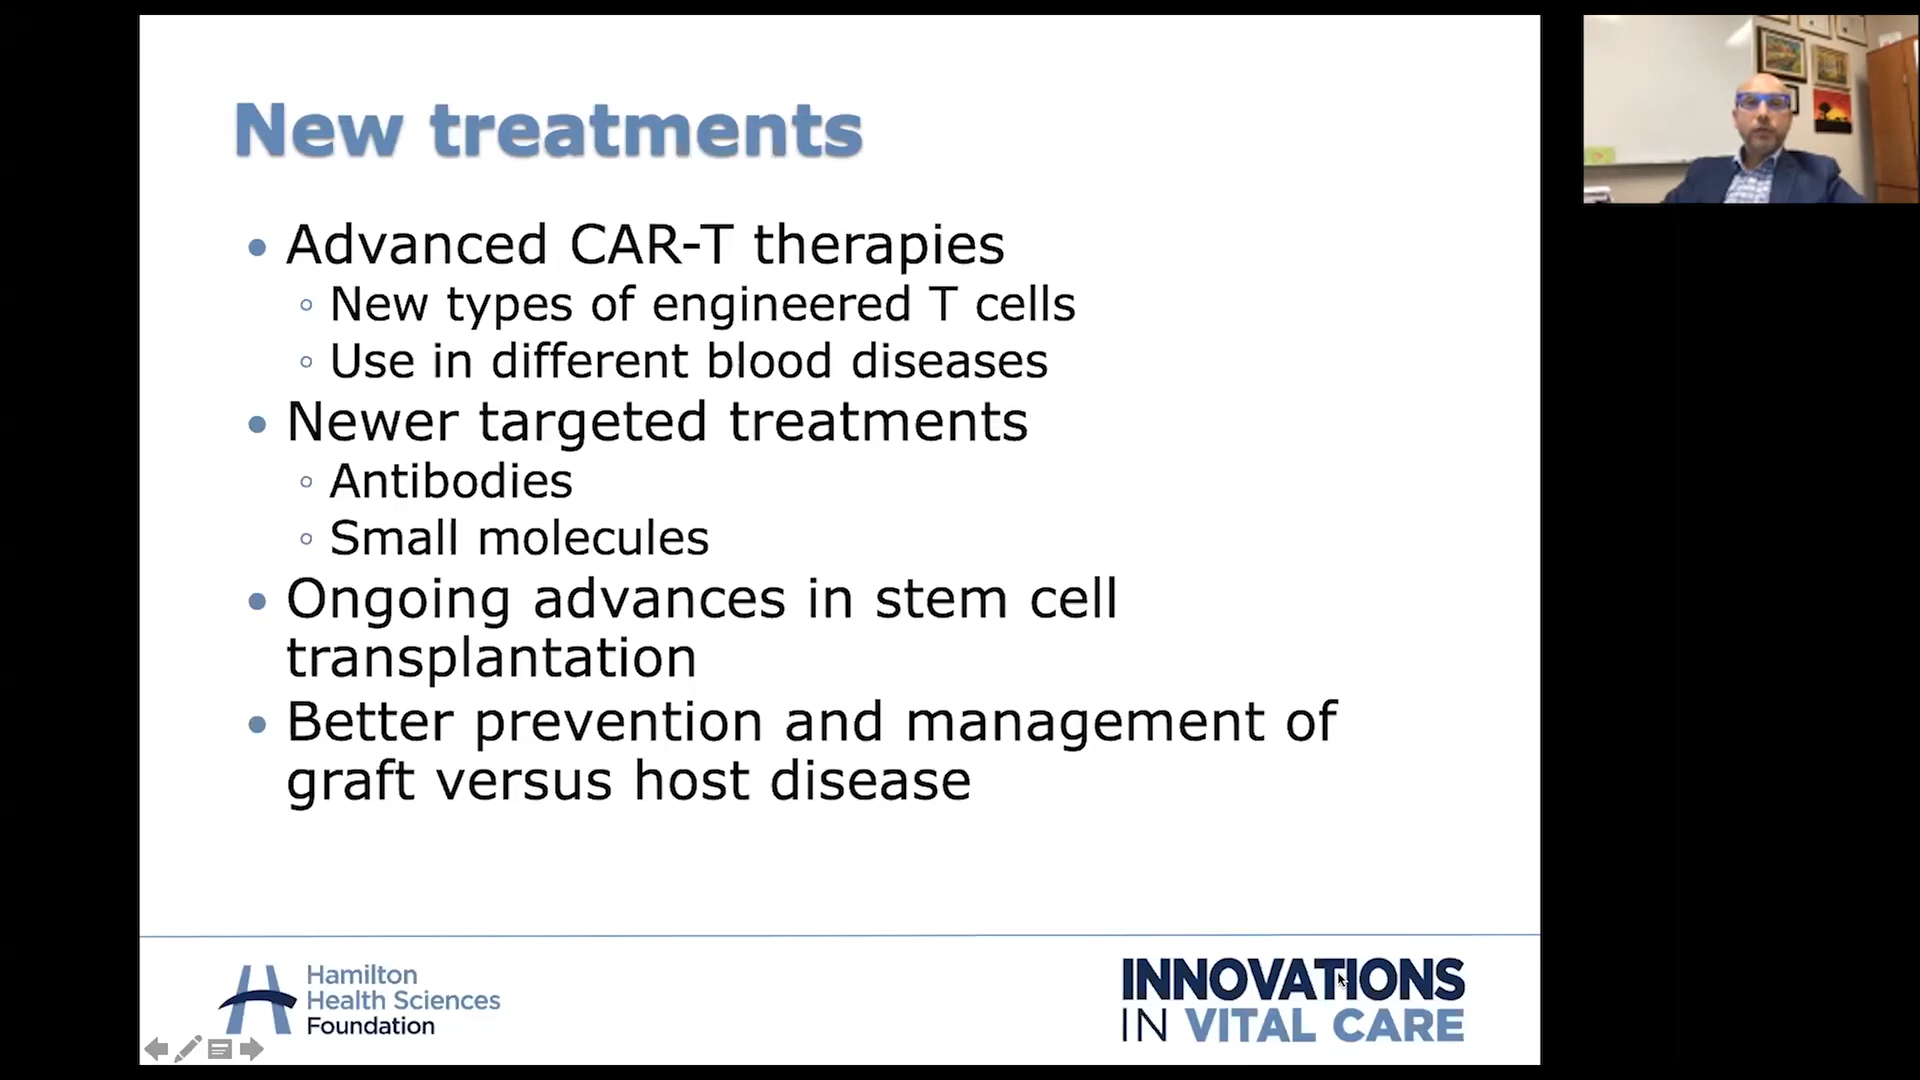 New treatments
Advanced CAR-T therapies
New types of engineered T cells
Use in different blood diseases
Newer targeted treatments
Antibodies
Small molecules
Ongoing advances in stem cell
transplantation
Better prevention and management of
graft versus host disease
Hamilton
Health Sciences
Foundation
INNOVATIONS
IN VITAL CARE